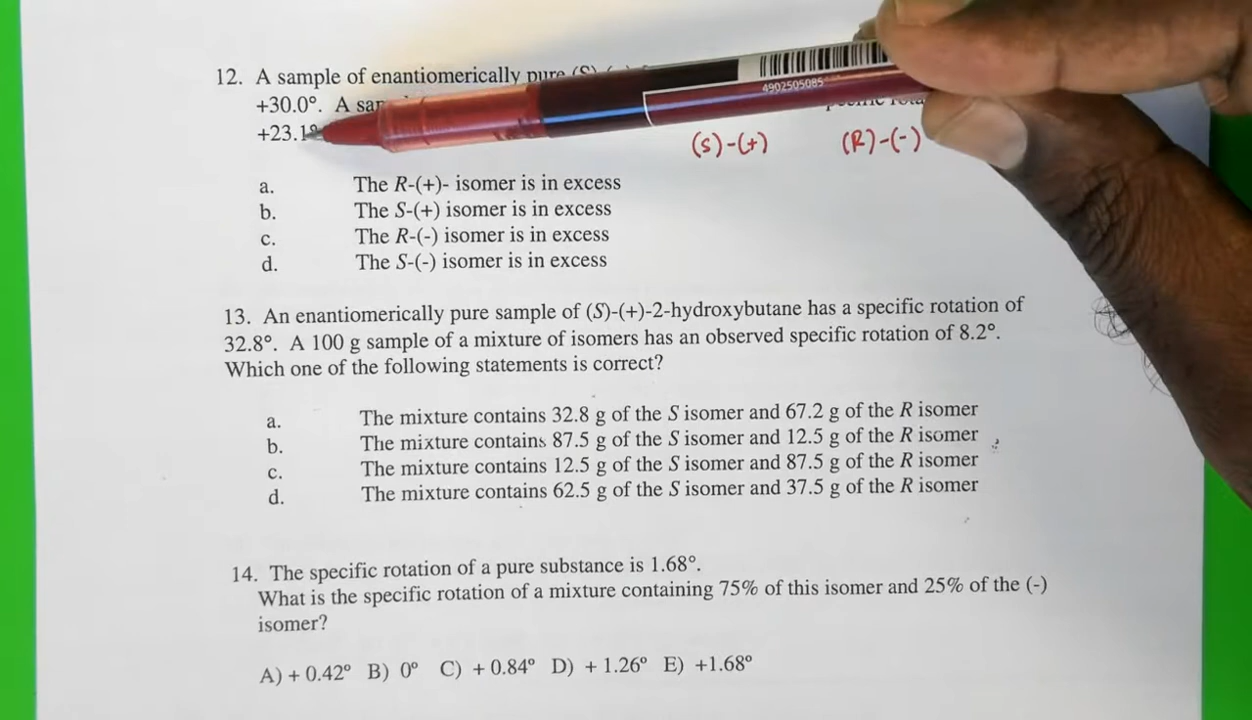 12. A sample of enantiomerically pure (S)
+30.0°. A
+23.1°
4902505085
(S)-(+) (R)-(-)
a. The R-(+)- isomer is in excess
b. The S-(+) isomer is in excess
c. The R-(-) isomer is in excess
d. The S-(-) isomer is in excess
13. An enantiomerically pure sample of (S)-(+)-2-hydroxybutane has a specific rotation of
32.8°. A 100 g sample of a mixture of isomers has an observed specific rotation of 8.2°.
Which one of the following statements is correct?
a. The mixture contains 32.8 g of the S isomer and 67.2 g of the R isomer
b. The mixture contains 87.5 g of the S isomer and 12.5 g of the R isomer
c. The mixture contains 12.5 g of the S isomer and 87.5 g of the R isomer
d. The mixture contains 62.5 g of the S isomer and 37.5 g of the R isomer
14. The specific rotation of a pure substance is 1.68°.
What is the specific rotation of a mixture containing 75% of this isomer and 25% of the (-)
isomer?
A) + 0.42° B) 0° C) + 0.84° D) + 1.26° E) +1.68°